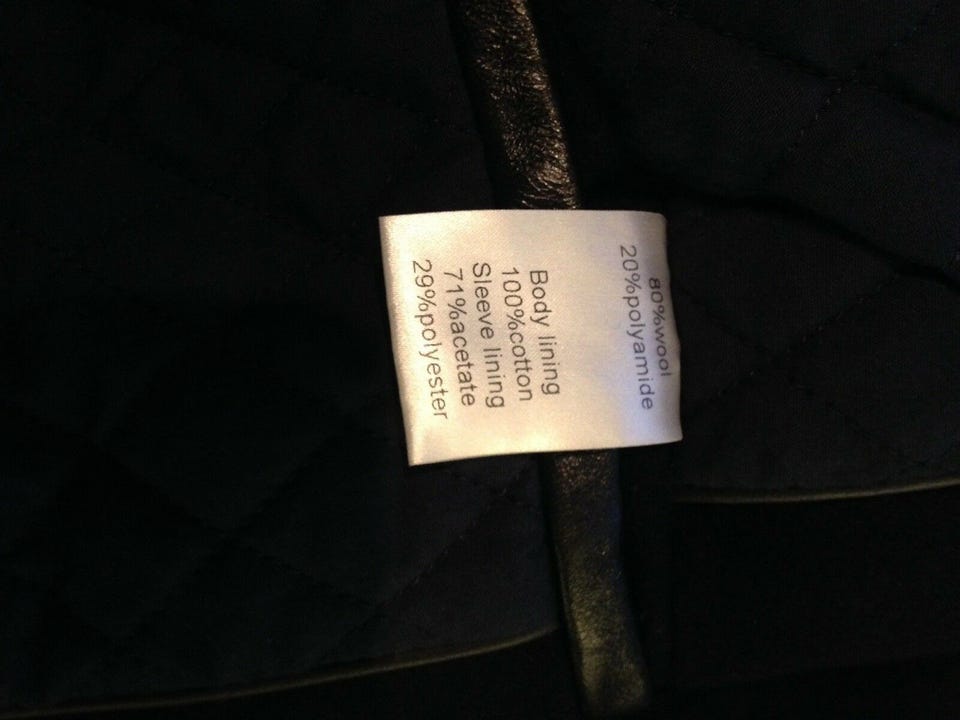 80%wool
20%polyamide
Body lining
100%cotton
Sleeve lining
71%acetate
29%polyester